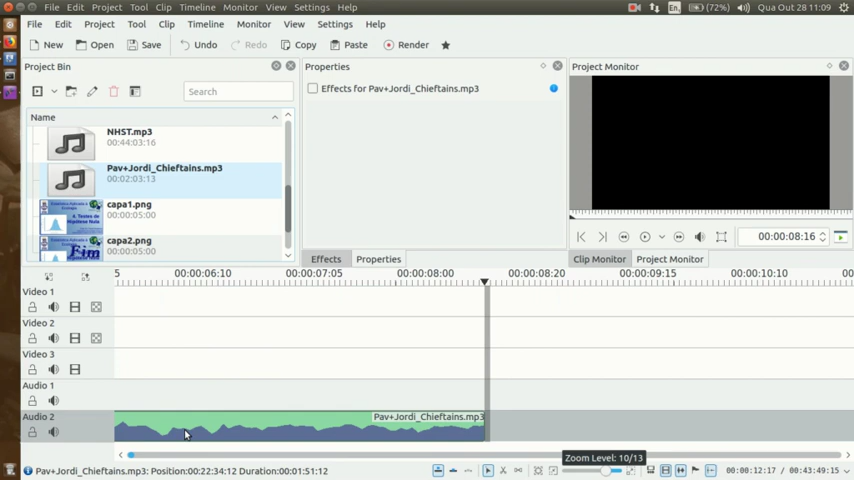 File Edit Project Tool Clip Timeline Monitor View Settings Help
En (72%) Qua Out 28 11:09
File Edit Project Tool Clip Timeline Monitor View Settings Help
New Open Save Undo Redo Copy Paste Render
Project Bin
Properties
Project Monitor
Search
Effects for Pav+Jordi_Chieftains.mp3
Name
NHST.mp3
00:44:03:16
Pav+Jordi_Chieftains.mp3
00:02:03:13
capa1.png
00:00:05:00
capa2.png
00:00:05:00
Fim
00:00:08:16
Effects Properties
Clip Monitor Project Monitor
5 00:00:06:10 00:00:07:05 00:00:08:00 00:00:08:20 00:00:09:15 00:00:10:10
Video 1
Video 2
Video 3
Audio 1
Audio 2
Pav+Jordi_Chieftains.mp3
Zoom Level: 10/13
Pav+Jordi_Chieftains.mp3: Position:00:22:34:12 Duration:00:01:51:12
00:00:12:17 / 00:43:49:15